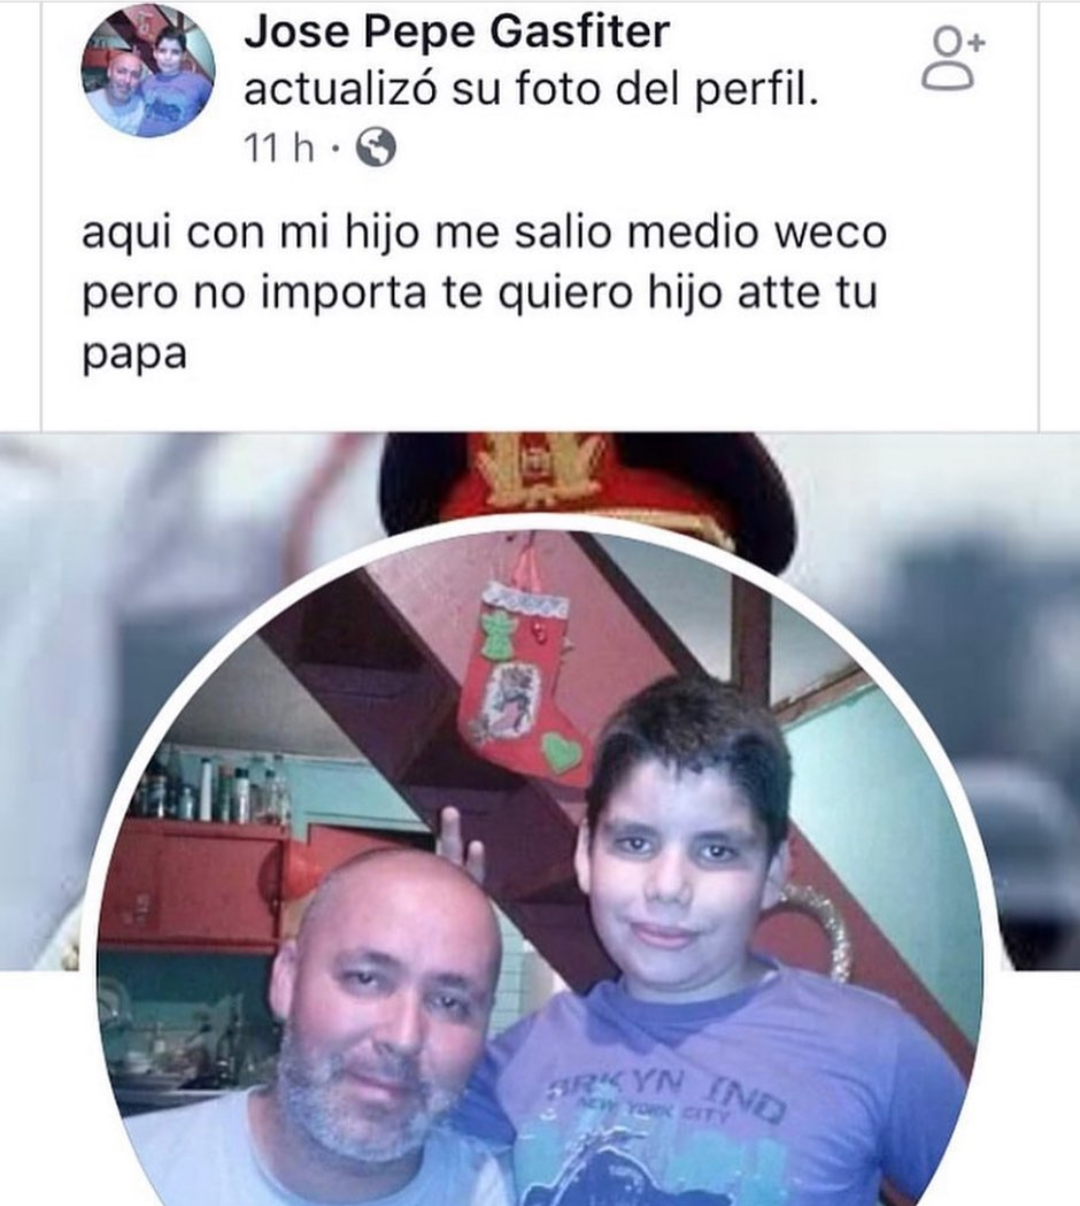 Jose Pepe Gasfiter
actualizó su foto del perfil.
11 h ·
aqui con mi hijo me salio medio weco
pero no importa te quiero hijo atte tu
papa
BRKYN IND
NEW YORK CITY